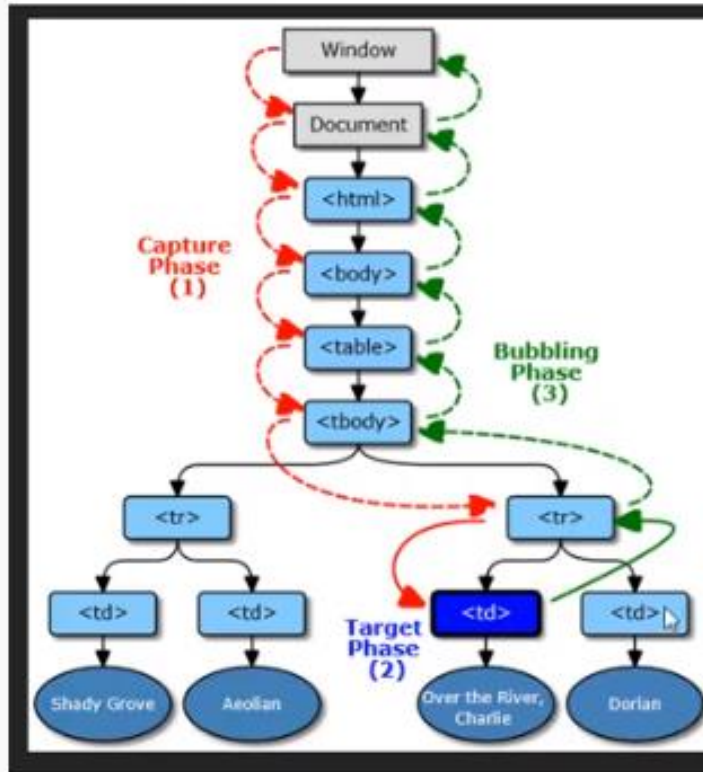 Window
Document
<html>
Capture
Phase
(1)
<body>
<table>
Bubbling
Phase
(3)
<tbody>
<tr>
<tr>
<td>
<td>
<td>
<td>
Target
Phase
(2)
Shady Grove
Aeolian
Over the River,
Charlie
Dorian